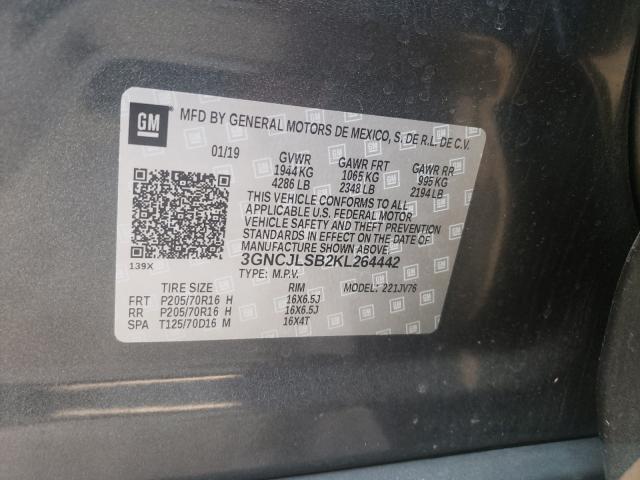 GM
MFD BY GENERAL MOTORS DE MEXICO, S. DE R.L. DE C.V.
01/19 GVWR GAWR FRT GAWR RR
1944 KG 1065 KG 995 KG
4286 LB 2348 LB 2194 LB
THIS VEHICLE CONFORMS TO ALL
APPLICABLE U.S. FEDERAL MOTOR
VEHICLE SAFETY AND THEFT PREVENTION
STANDARDS IN EFFECT ON THE DATE OF
MANUFACTURE SHOWN ABOVE.
3GNCJLSB2KL264442
139X
TYPE: M.P.V. MODEL: 221JV76
TIRE SIZE RIM
FRT P205/70R16 H 16X6.5J
RR P205/70R16 H 16X6.5J
SPA T125/70D16 M 16X4T